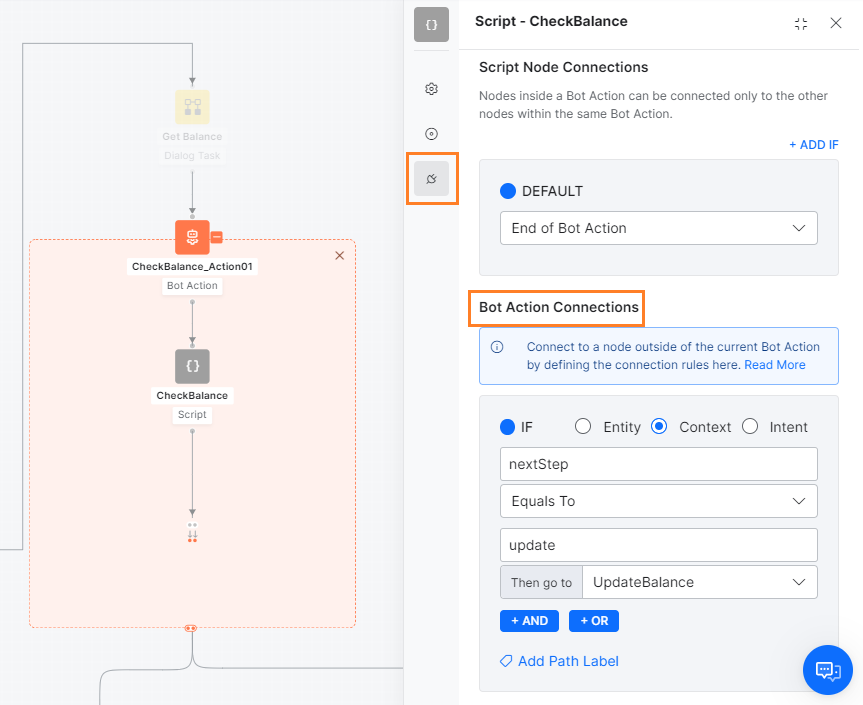 Get Balance
Dialog Task
CheckBalance_Action01
Bot Action
{}
CheckBalance
Script
{}
Script - CheckBalance
Script Node Connections
Nodes inside a Bot Action can be connected only to the other
nodes within the same Bot Action.
+ ADD IF
DEFAULT
End of Bot Action
Bot Action Connections
Connect to a node outside of the current Bot Action
by defining the connection rules here. Read More
IF Entity Context Intent
nextStep
Equals To
update
Then go to UpdateBalance
+ AND + OR
Add Path Label